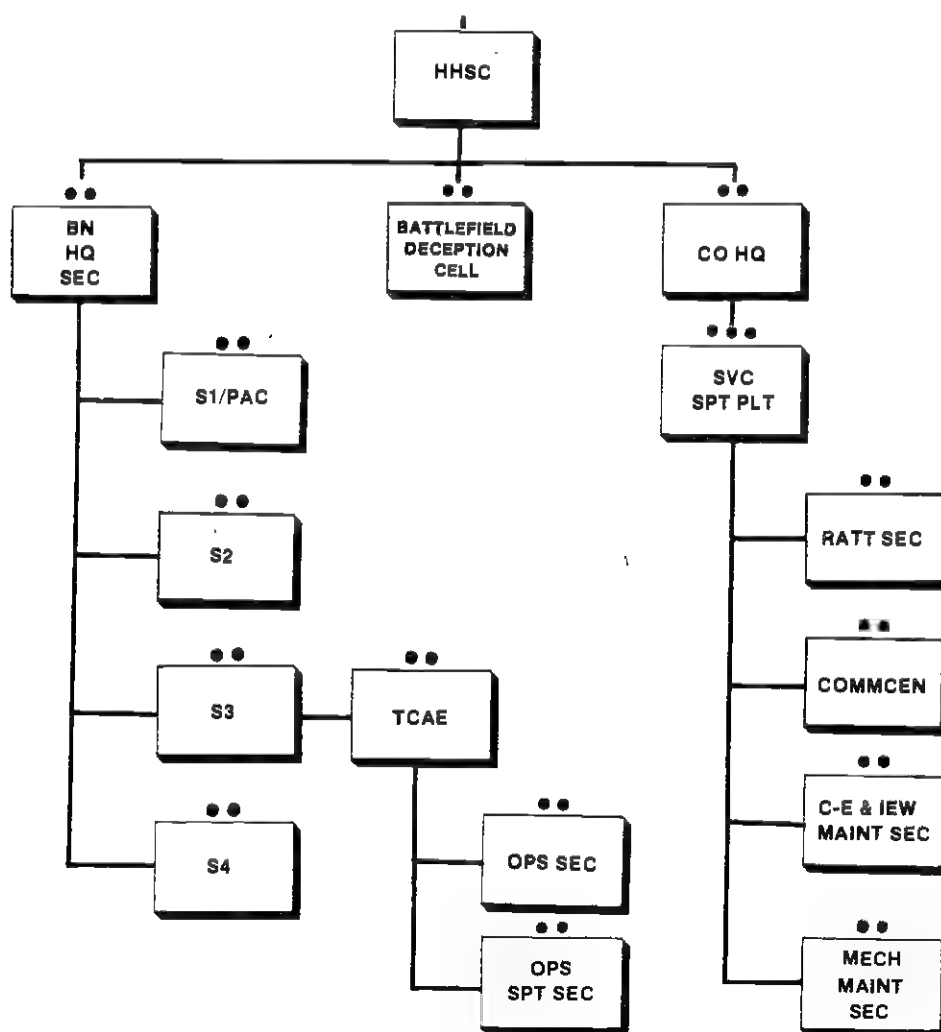 HHSC
BN
HQ
SEC
BATTLEFIELD
DECEPTION
CELL
CO HQ
SVC
SPT PLT
S1/PAC
S2
S3
TCAE
S4
OPS SEC
OPS
SPT SEC
RATT SEC
COMMCEN
C-E & IEW
MAINT SEC
MECH
MAINT
SEC